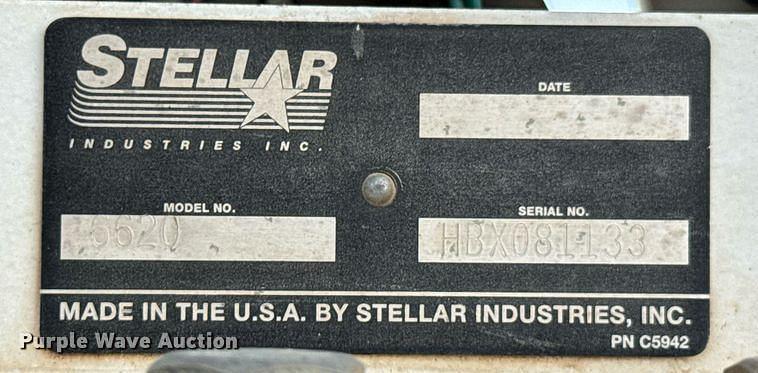 STELLAR
INDUSTRIES INC.
DATE
MODEL NO.
6620
SERIAL NO.
HBX081133
MADE IN THE U.S.A. BY STELLAR INDUSTRIES, INC.
PN C5942
Purple Wave Auction